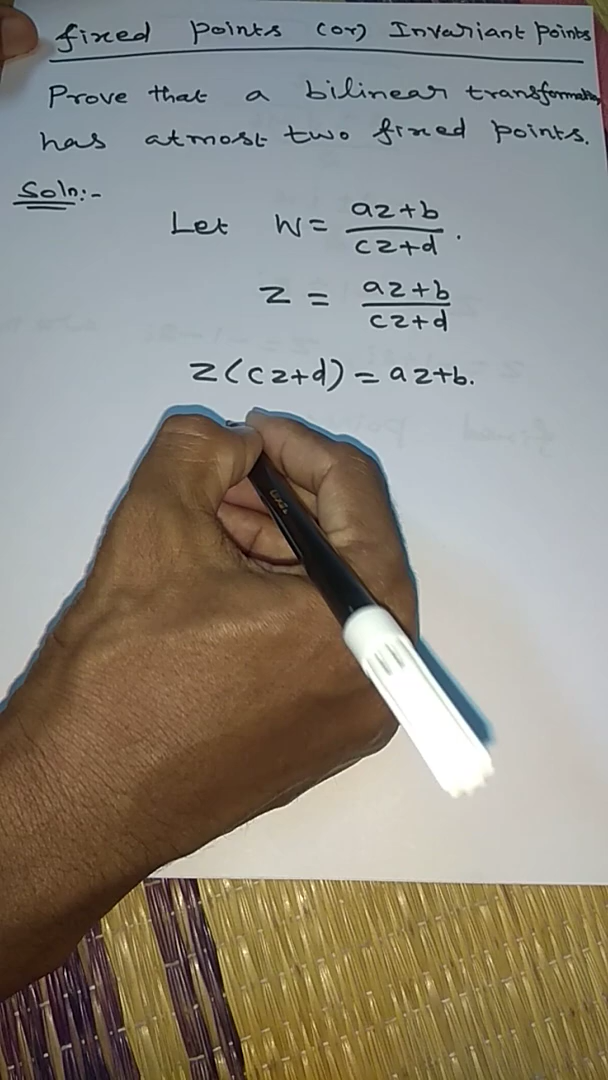 fixed points (or) Invariant points
Prove that a bilinear transformation
has atmost two fixed points.
Soln:-
Let W = az+b / cz+d .
z = az+b / cz+d
z(cz+d) = az+b.